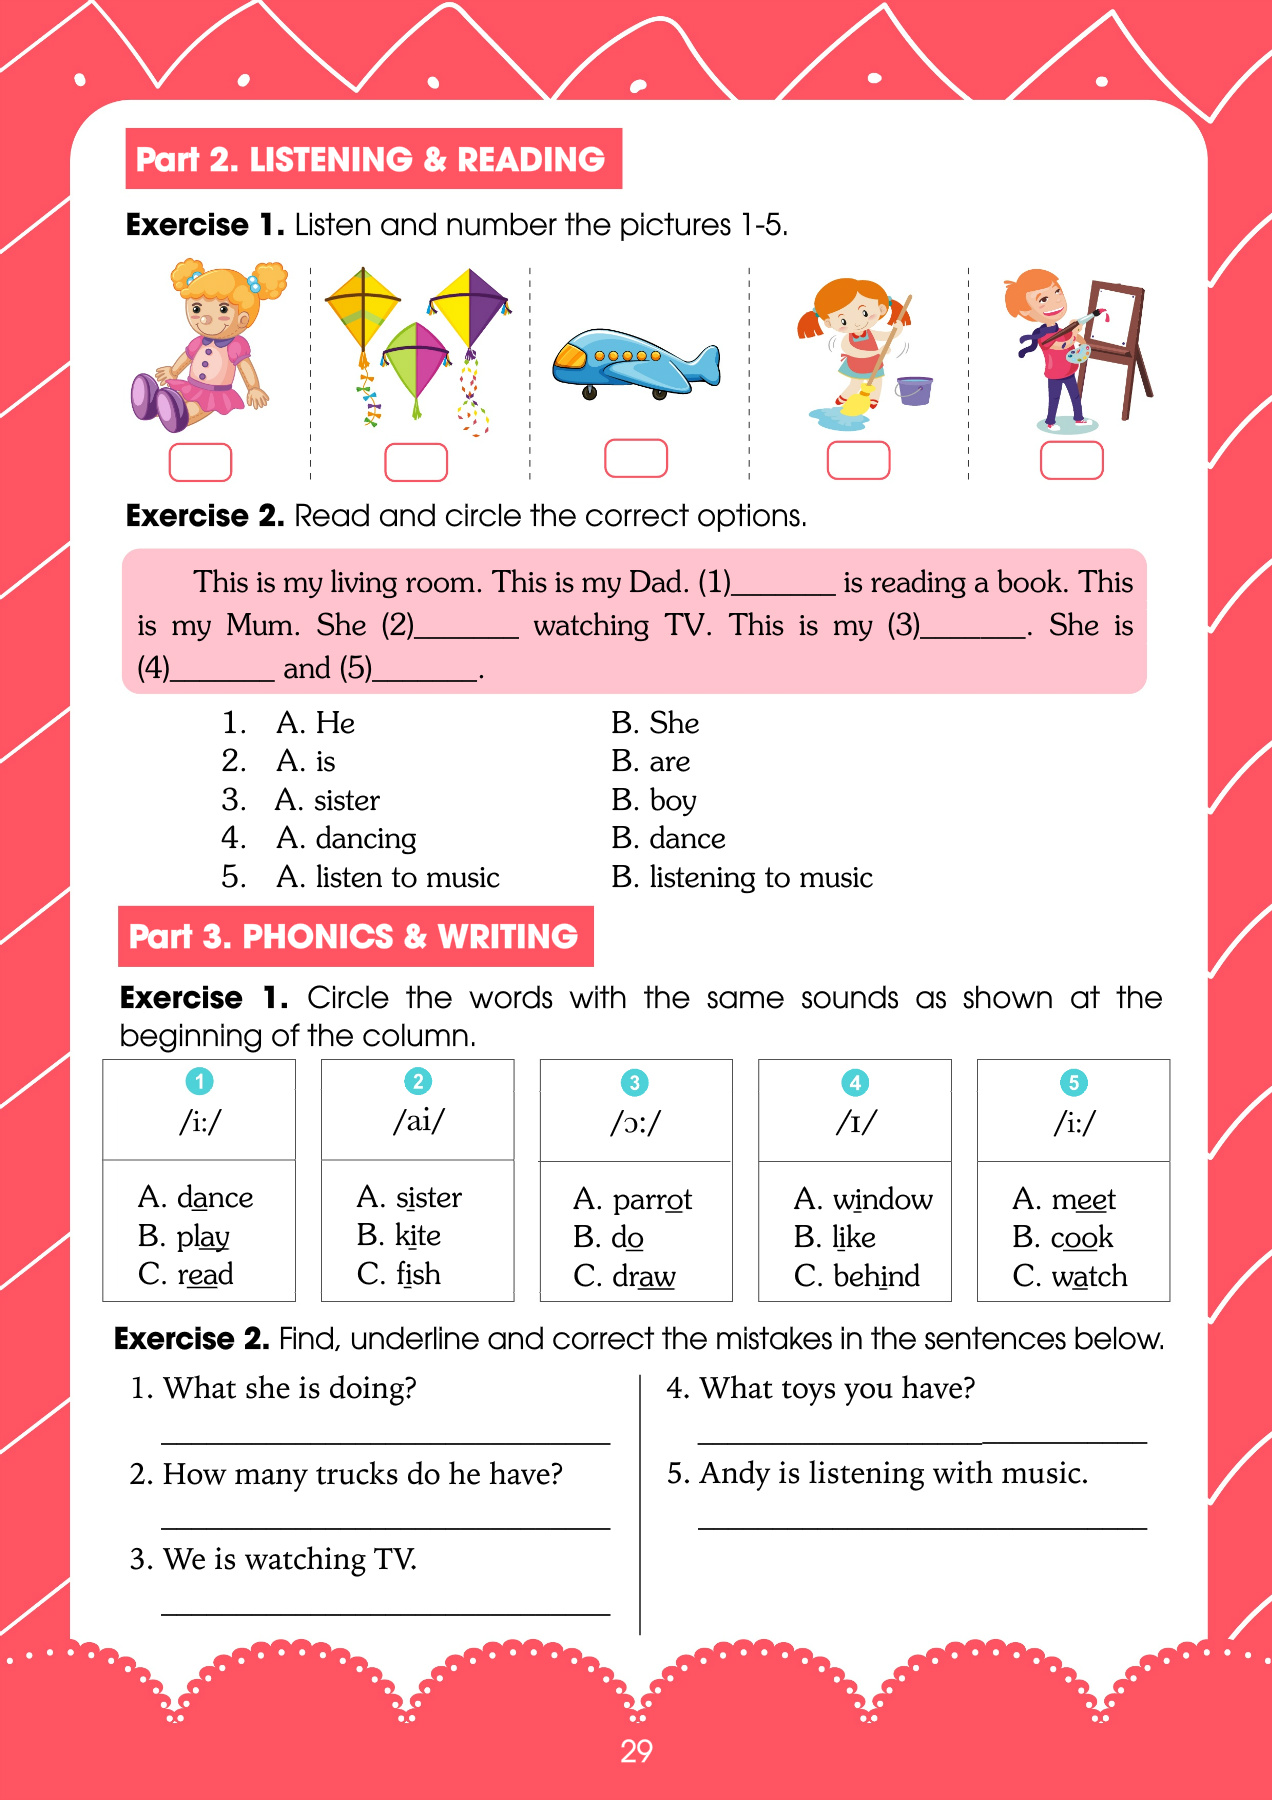 Part 2. LISTENING & READING
Exercise 1. Listen and number the pictures 1-5.
Exercise 2. Read and circle the correct options.
This is my living room. This is my Dad. (1)_______ is reading a book. This
is my Mum. She (2)_______ watching TV. This is my (3)_______. She is
(4)_______ and (5)_______.
1. A. He B. She
2. A. is B. are
3. A. sister B. boy
4. A. dancing B. dance
5. A. listen to music B. listening to music
Part 3. PHONICS & WRITING
Exercise 1. Circle the words with the same sounds as shown at the
beginning of the column.
1
/i:/
A. dance
B. play
C. read
2
/ai/
A. sister
B. kite
C. fish
3
/ɔ:/
A. parrot
B. do
C. draw
4
/ɪ/
A. window
B. like
C. behind
5
/i:/
A. meet
B. cook
C. watch
Exercise 2. Find, underline and correct the mistakes in the sentences below.
1. What she is doing?
2. How many trucks do he have?
3. We is watching TV.
4. What toys you have?
5. Andy is listening with music.
29